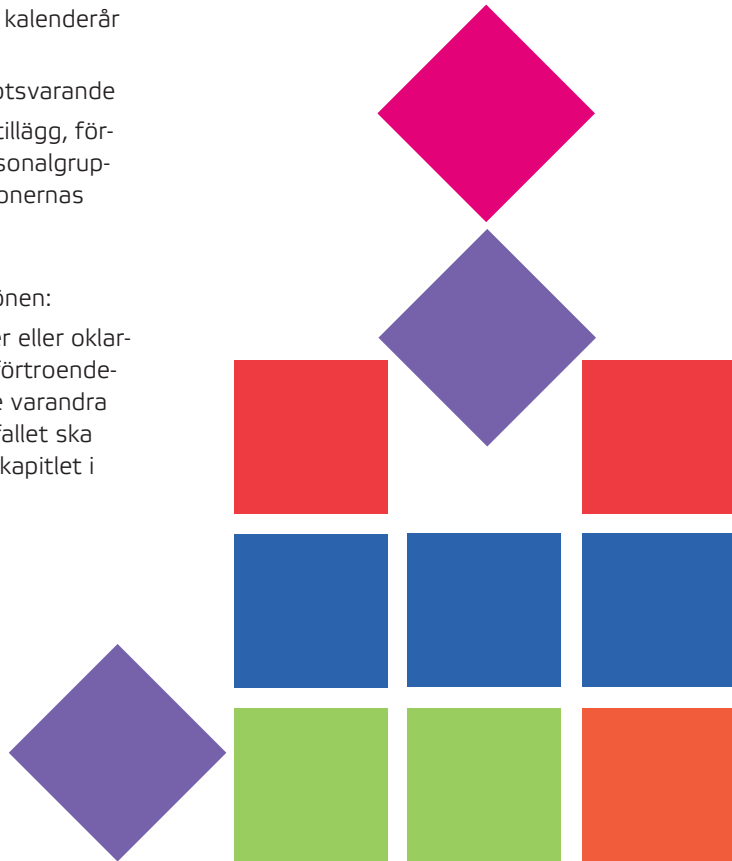 kalenderår
otsvarande
tillägg, för-
sonalgrup-
onernas
önen:
er eller oklar-
förtroende-
e varandra
fallet ska
kapitlet i